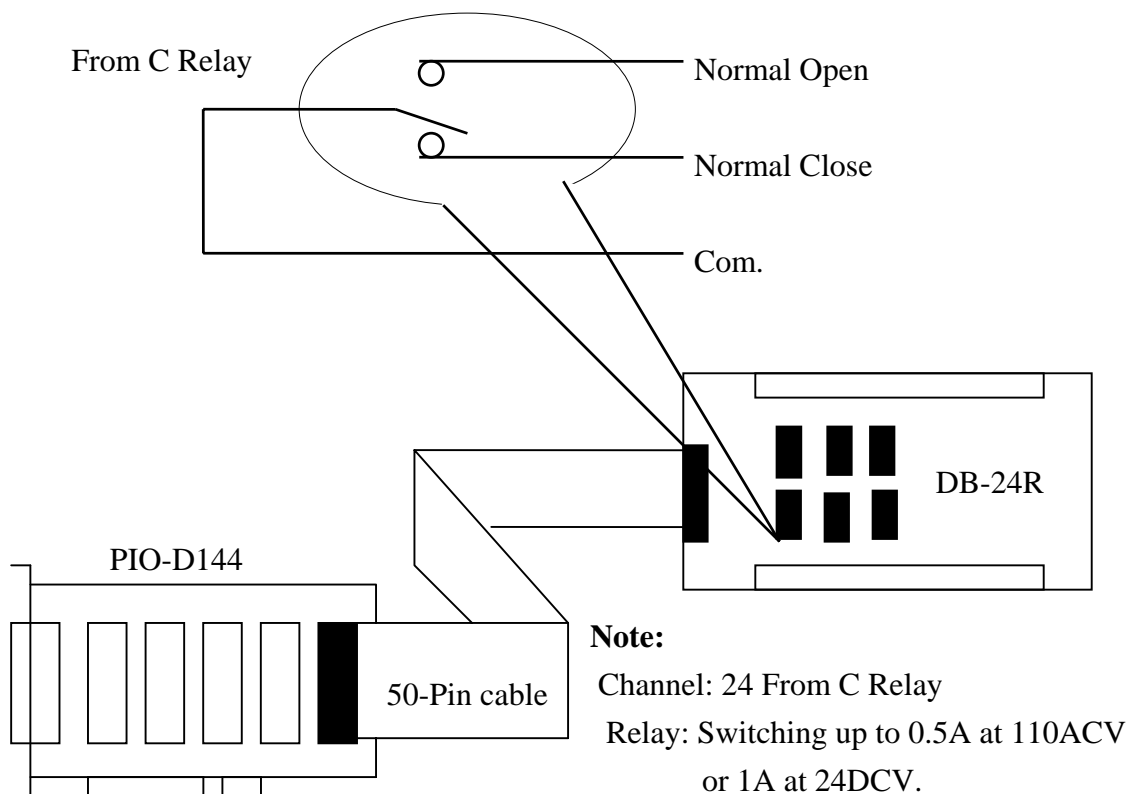 From C Relay
Normal Open
Normal Close
Com.
DB-24R
PIO-D144
50-Pin cable
Note:
Channel: 24 From C Relay
Relay: Switching up to 0.5A at 110ACV
or 1A at 24DCV.